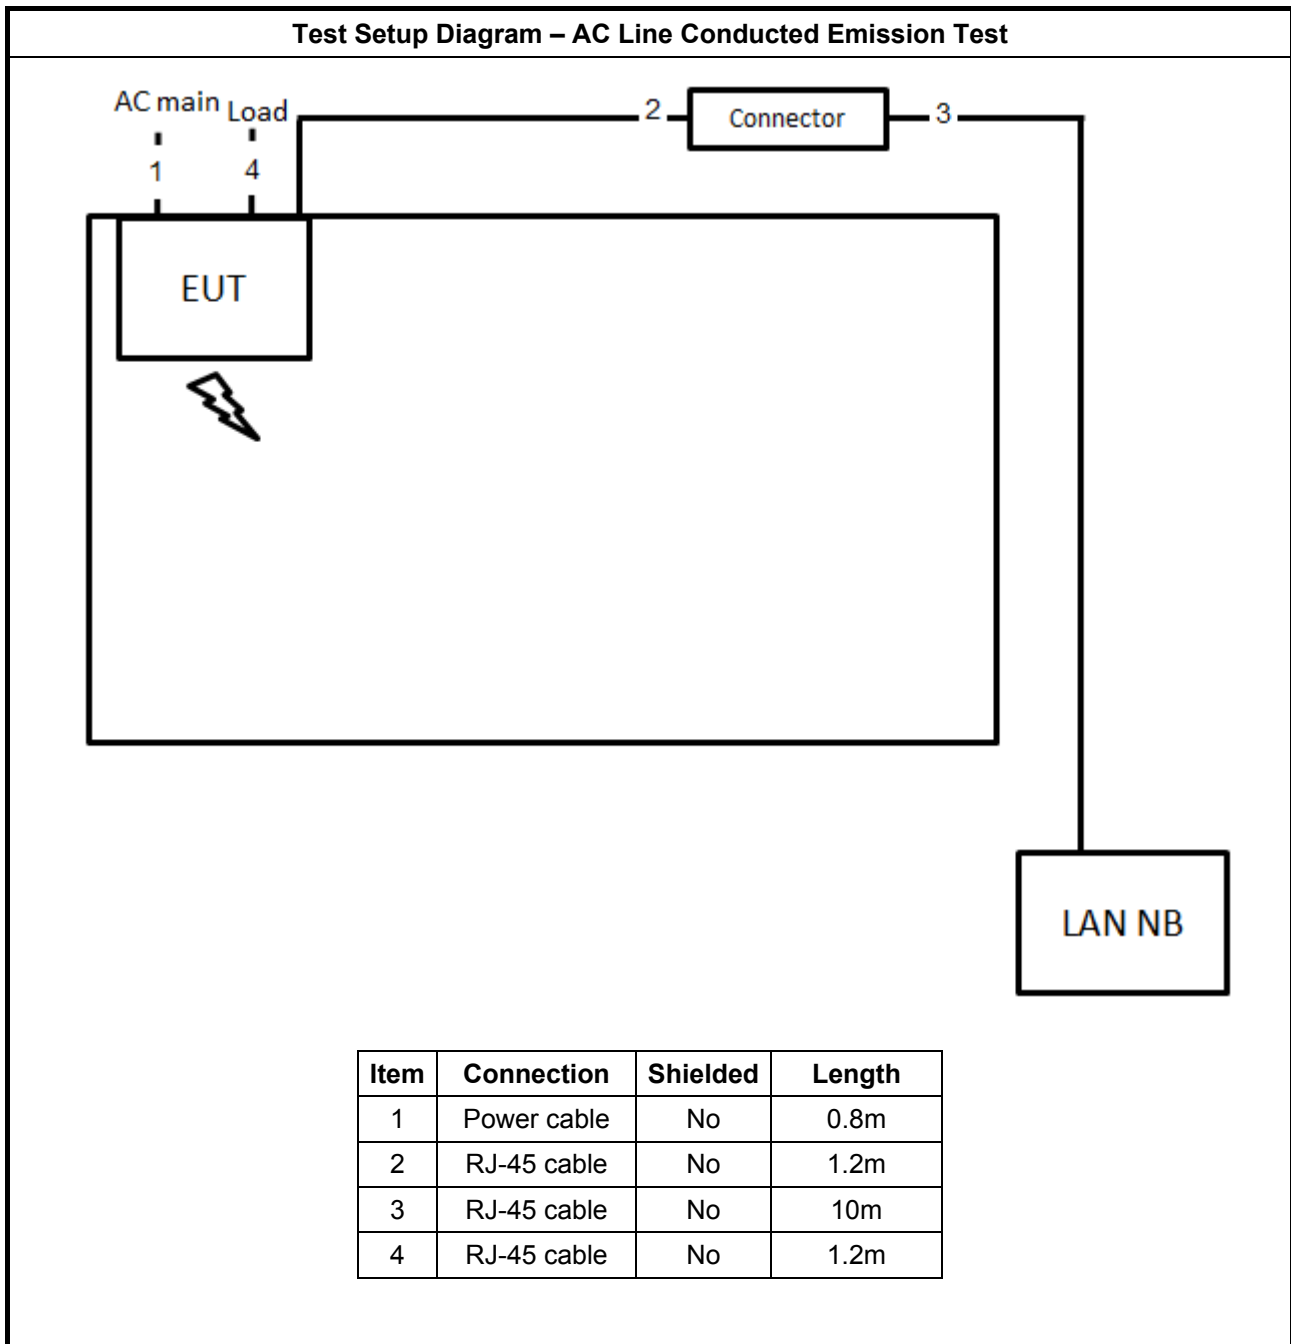 Test Setup Diagram – AC Line Conducted Emission Test
AC main Load
2 Connector 3
1 4
EUT
LAN NB
Item Connection Shielded Length
1 Power cable No 0.8m
2 RJ-45 cable No 1.2m
3 RJ-45 cable No 10m
4 RJ-45 cable No 1.2m